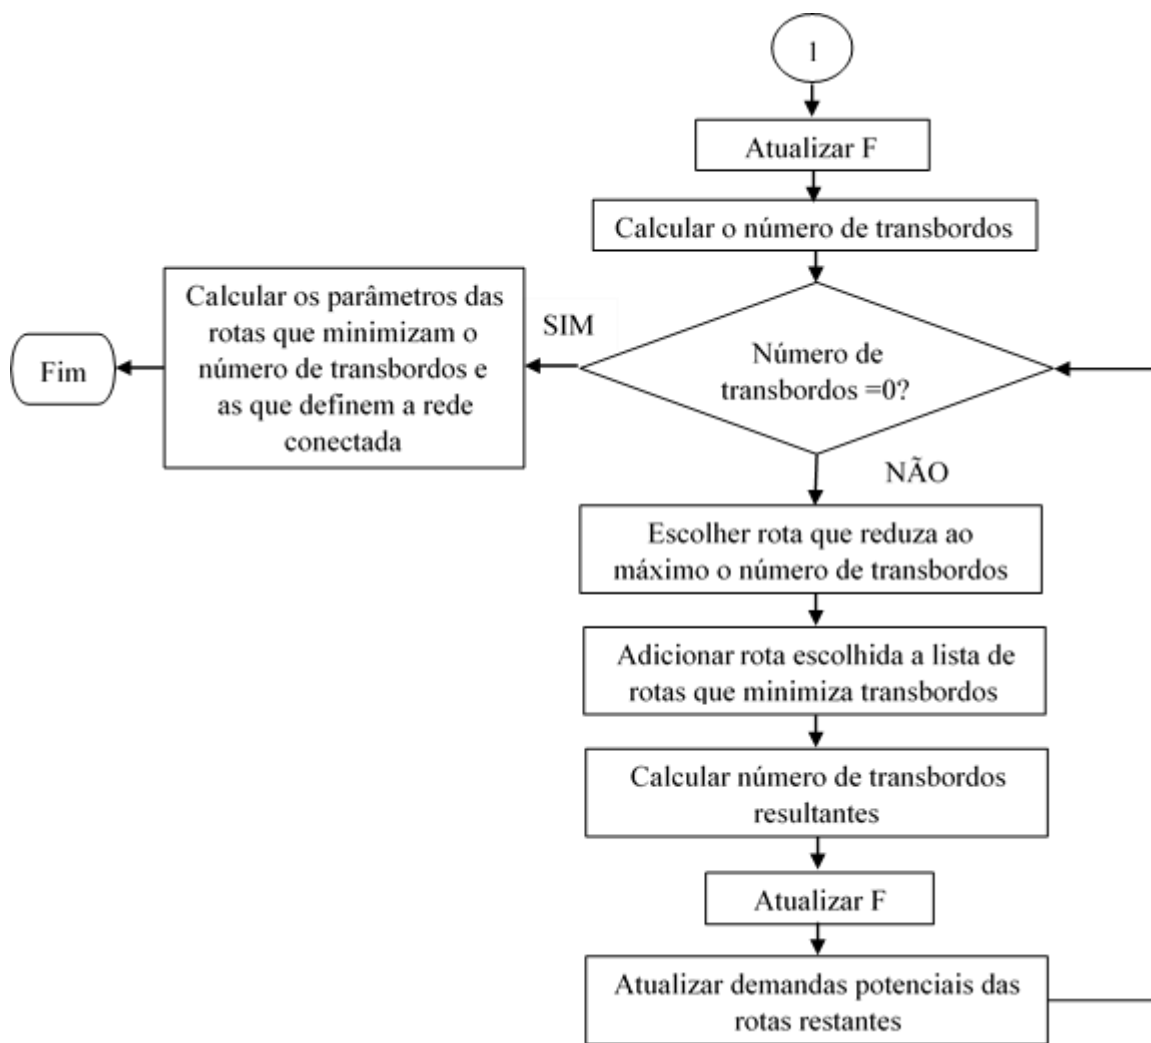 1
Atualizar F
Calcular o número de transbordos
Número de
transbordos =0?
SIM
Calcular os parâmetros das
rotas que minimizam o
número de transbordos e
as que definem a rede
conectada
Fim
NÃO
Escolher rota que reduza ao
máximo o número de transbordos
Adicionar rota escolhida a lista de
rotas que minimiza transbordos
Calcular número de transbordos
resultantes
Atualizar F
Atualizar demandas potenciais das
rotas restantes